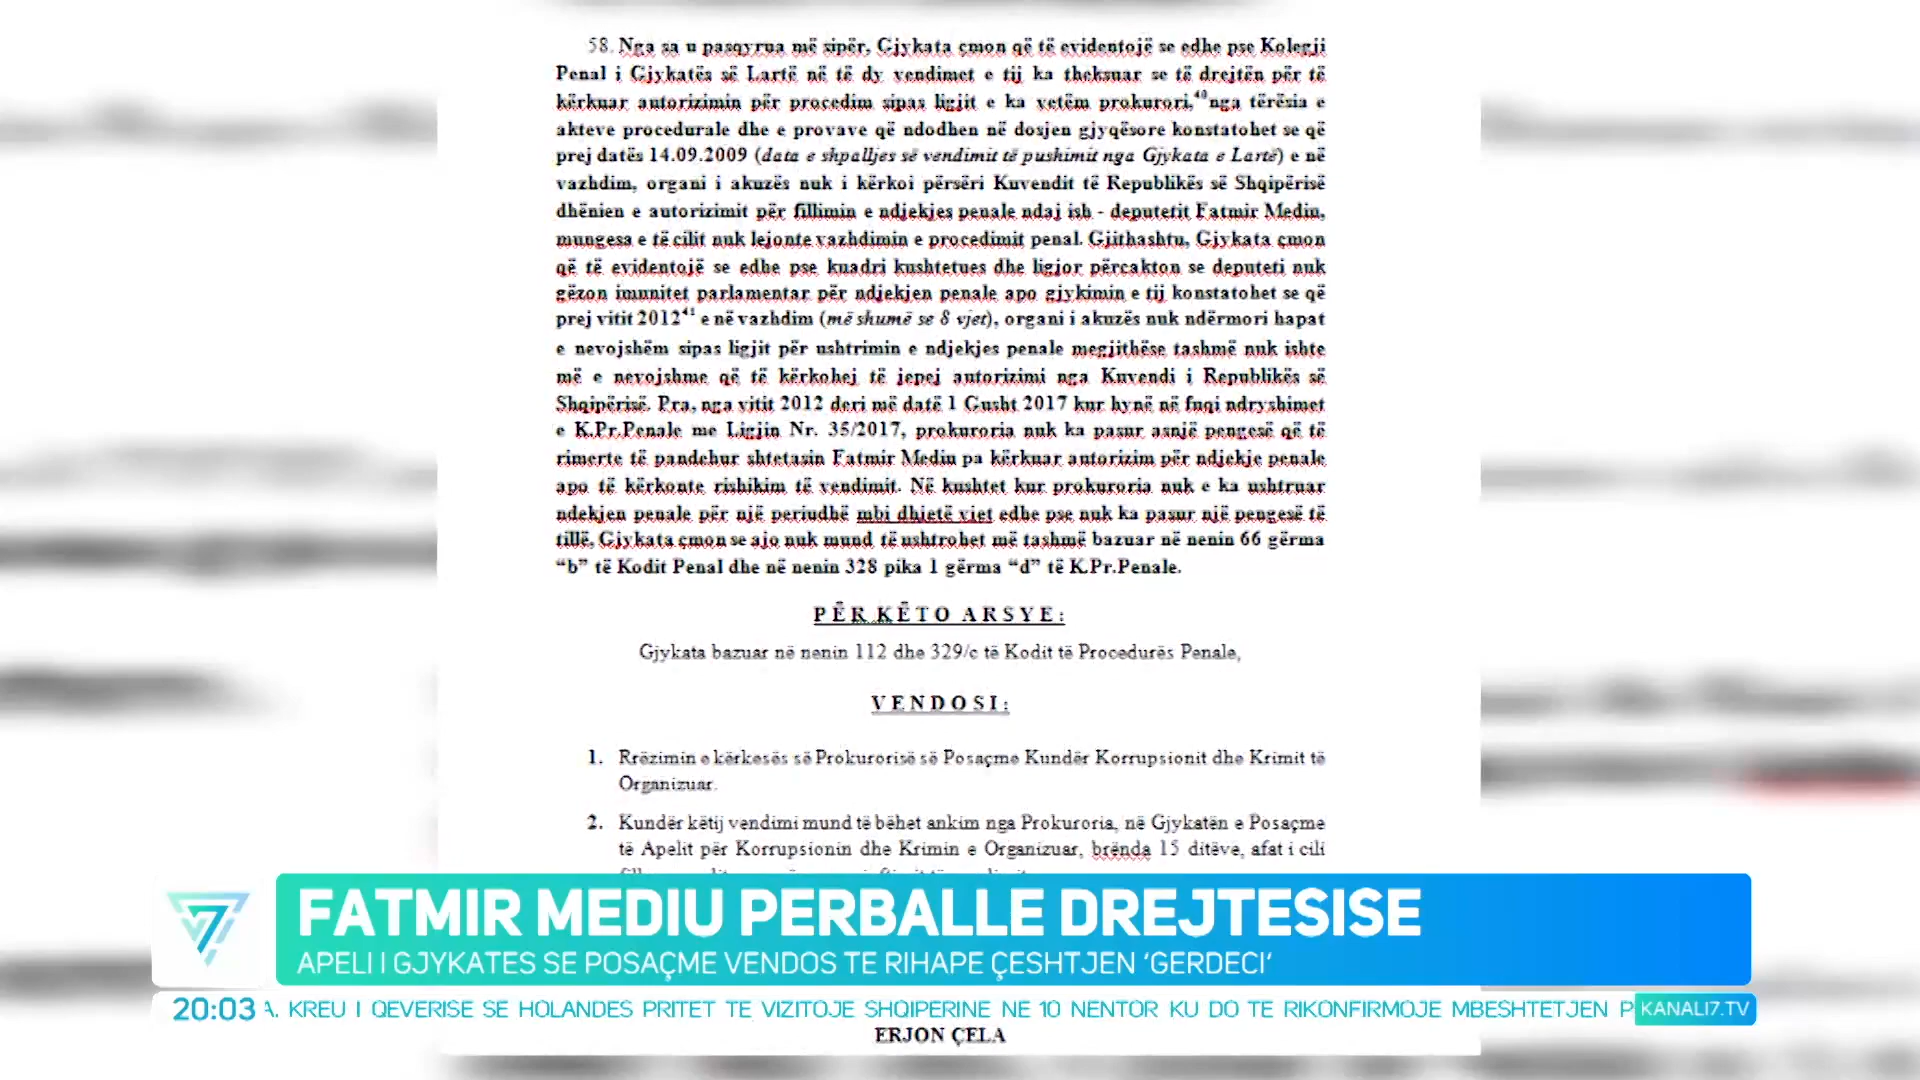 58. Nga sa u pasqyrua më sipër, Gjykata çmon që të evidentojë se edhe pse Kolegji
Penal i Gjykatës së Lartë në të dy vendimet e tij ka theksuar se të drejtën për të
kërkuar autorizimin për procedim sipas ligjit e ka vetëm prokurori,40 nga tërësia e
akteve procedurale dhe e provave që ndodhen në dosjen gjyqësore konstatohet se që
prej datës 14.09.2009 (data e shpalljes së vendimit të pushimit nga Gjykata e Lartë) e në
vazhdim, organi i akuzës nuk i kërkoi përsëri Kuvendit të Republikës së Shqipërisë
dhënien e autorizimit për fillimin e ndjekjes penale ndaj ish - deputetit Fatmir Mediu,
mungesa e të cilit nuk lejonte vazhdimin e procedimit penal. Gjithashtu, Gjykata çmon
që të evidentojë se edhe pse kuadri kushtetues dhe ligjor përcakton se deputeti nuk
gëzon imunitet parlamentar për ndjekjen penale apo gjykimin e tij konstatohet se që
prej vitit 201241 e në vazhdim (më shumë se 8 vjet), organi i akuzës nuk ndërmori hapat
e nevojshëm sipas ligjit për ushtrimin e ndjekjes penale megjithëse tashmë nuk ishte
më e nevojshme që të kërkohej të jepej autorizimi nga Kuvendi i Republikës së
Shqipërisë. Pra, nga vitit 2012 deri më datë 1 Gusht 2017 kur hynë në fuqi ndryshimet
e K.Pr.Penale me Ligjin Nr. 35/2017, prokuroria nuk ka pasur asnjë pengesë që të
rimerte të pandehur shtetasin Fatmir Mediu pa kërkuar autorizim për ndjekje penale
apo të kërkonte rishikim të vendimit. Në kushtet kur prokuroria nuk e ka ushtruar
ndekjen penale për një periudhë mbi dhjetë vjet edhe pse nuk ka pasur një pengesë të
tillë, Gjykata çmon se ajo nuk mund të ushtrohet më tashmë bazuar në nenin 66 gërma
“b” të Kodit Penal dhe në nenin 328 pika 1 gërma “d” të K.Pr.Penale.
PËR KËTO ARSYE:
Gjykata bazuar në nenin 112 dhe 329/c të Kodit të Procedurës Penale,
VENDOSI:
1. Rrëzimin e kërkesës së Prokurorisë së Posaçme Kundër Korrupsionit dhe Krimit të
Organizuar.
2. Kundër këtij vendimi mund të bëhet ankim nga Prokuroria, në Gjykatën e Posaçme
të Apelit për Korrupsionin dhe Krimin e Organizuar, brënda 15 ditëve, afat i cili
FATMIR MEDIU PERBALLE DREJTESISE
APELI I GJYKATES SE POSAÇME VENDOS TE RIHAPE ÇESHTJEN ‘GERDECI’
20:03 A. KREU I QEVERISE SE HOLANDES PRITET TE VIZITOJE SHQIPERINE NE 10 NENTOR KU DO TE RIKONFIRMOJE MBESHTETJEN P KANALI7.TV
ERJON ÇELA